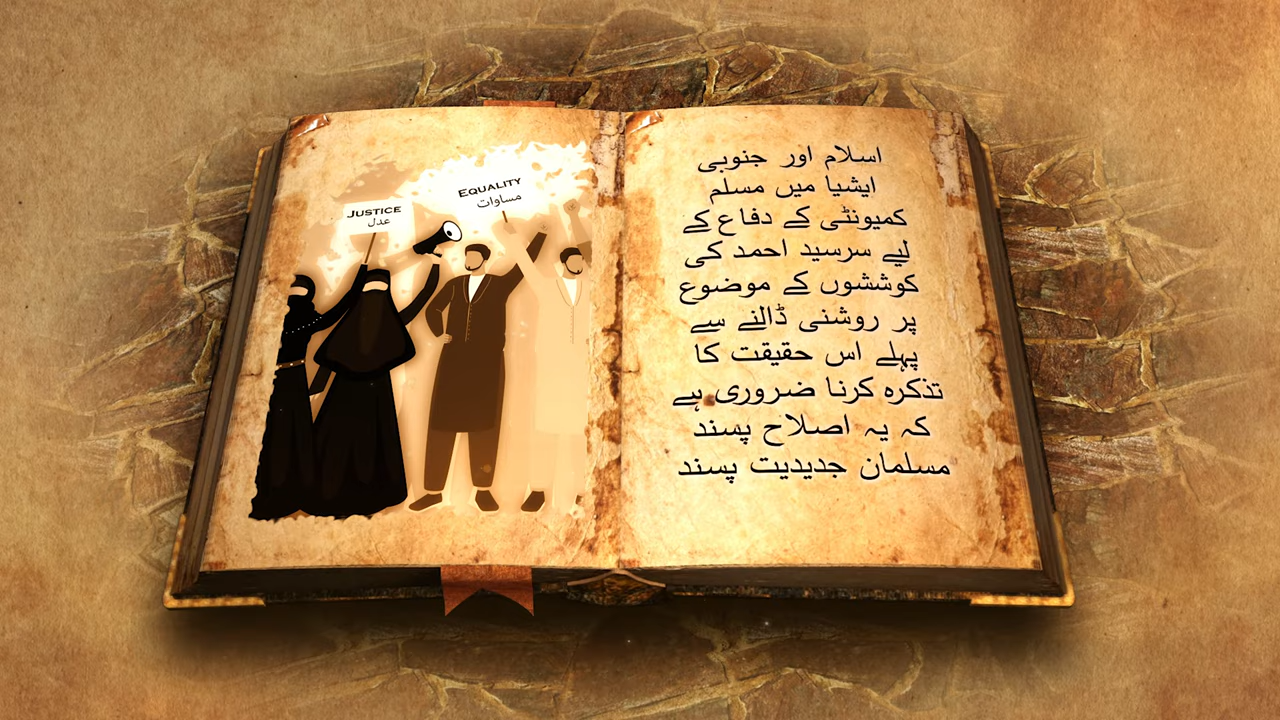 JUSTICE
عدل
EQUALITY
مساوات
اسلام اور جنوبی
ایشیا میں مسلم
کمیونٹی کے دفاع کے
لیے سرسید احمد کی
کوششوں کے موضوع
پر روشنی ڈالنے سے
پہلے اس حقیقت کا
تذکرہ کرنا ضروری ہے
کہ یہ اصلاح پسند
مسلمان جدیدیت پسند